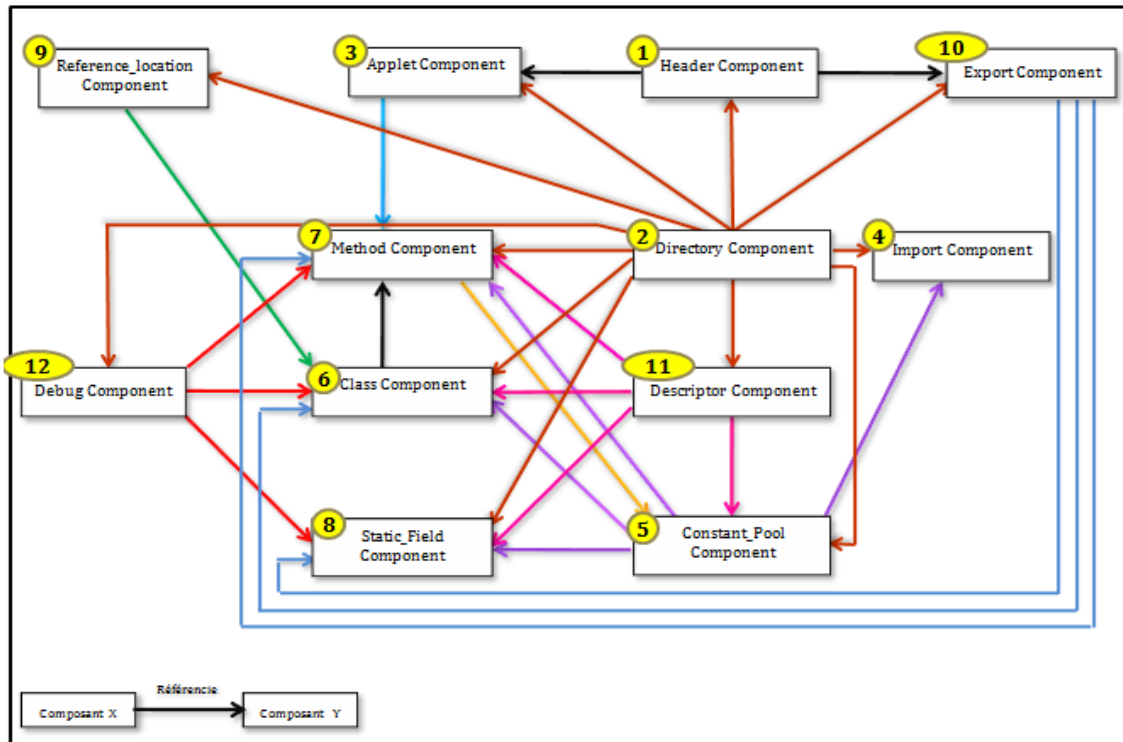 9
Reference_location
Component
3
Applet Component
1
Header Component
10
Export Component
7
Method Component
2
Directory Component
4
Import Component
12
Debug Component
6
Class Component
11
Descriptor Component
8
Static_Field
Component
5
Constant_Pool
Component
Référencie
Composant X
Composant Y